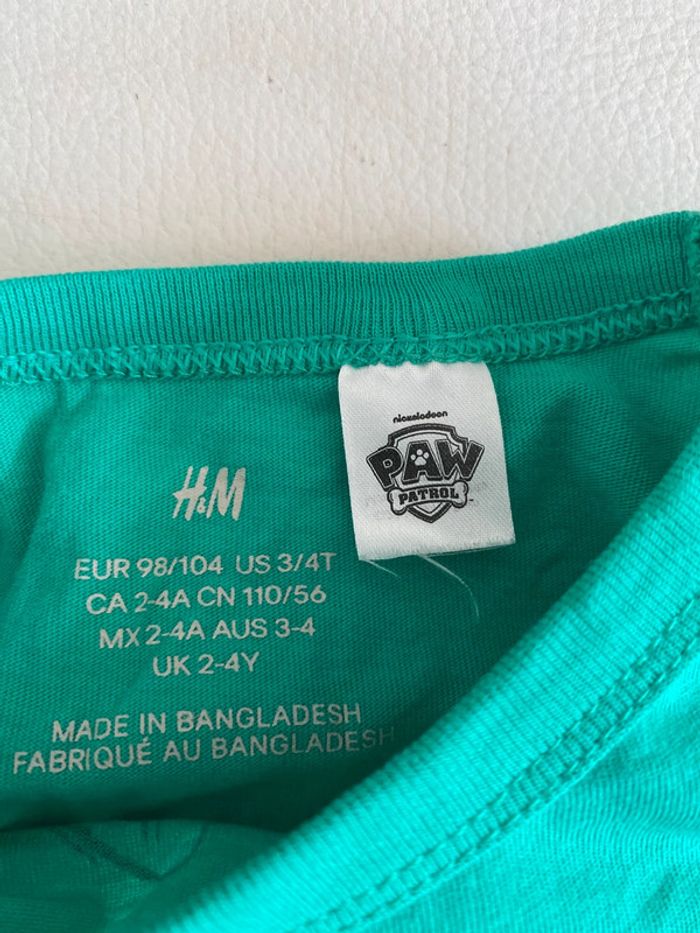 nickelodeon
PAW
PATROL
H&M
EUR 98/104 US 3/4T
CA 2-4A CN 110/56
MX 2-4A AUS 3-4
UK 2-4Y
MADE IN BANGLADESH
FABRIQUÉ AU BANGLADESH